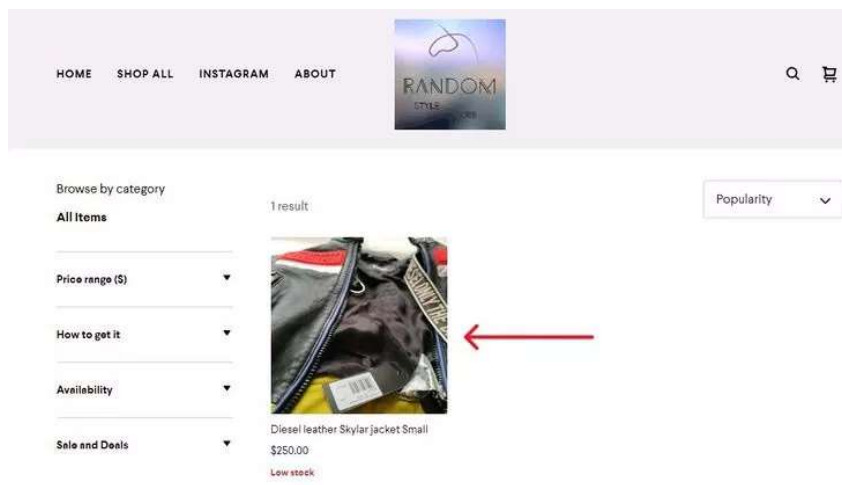 HOME SHOP ALL INSTAGRAM ABOUT
RANDOM
STYLE
Browse by category
All Items
Price range ($)
How to get it
Availability
Sale and Deals
1 result
Popularity
Diesel leather Skylar jacket Small
$250.00
Low stock